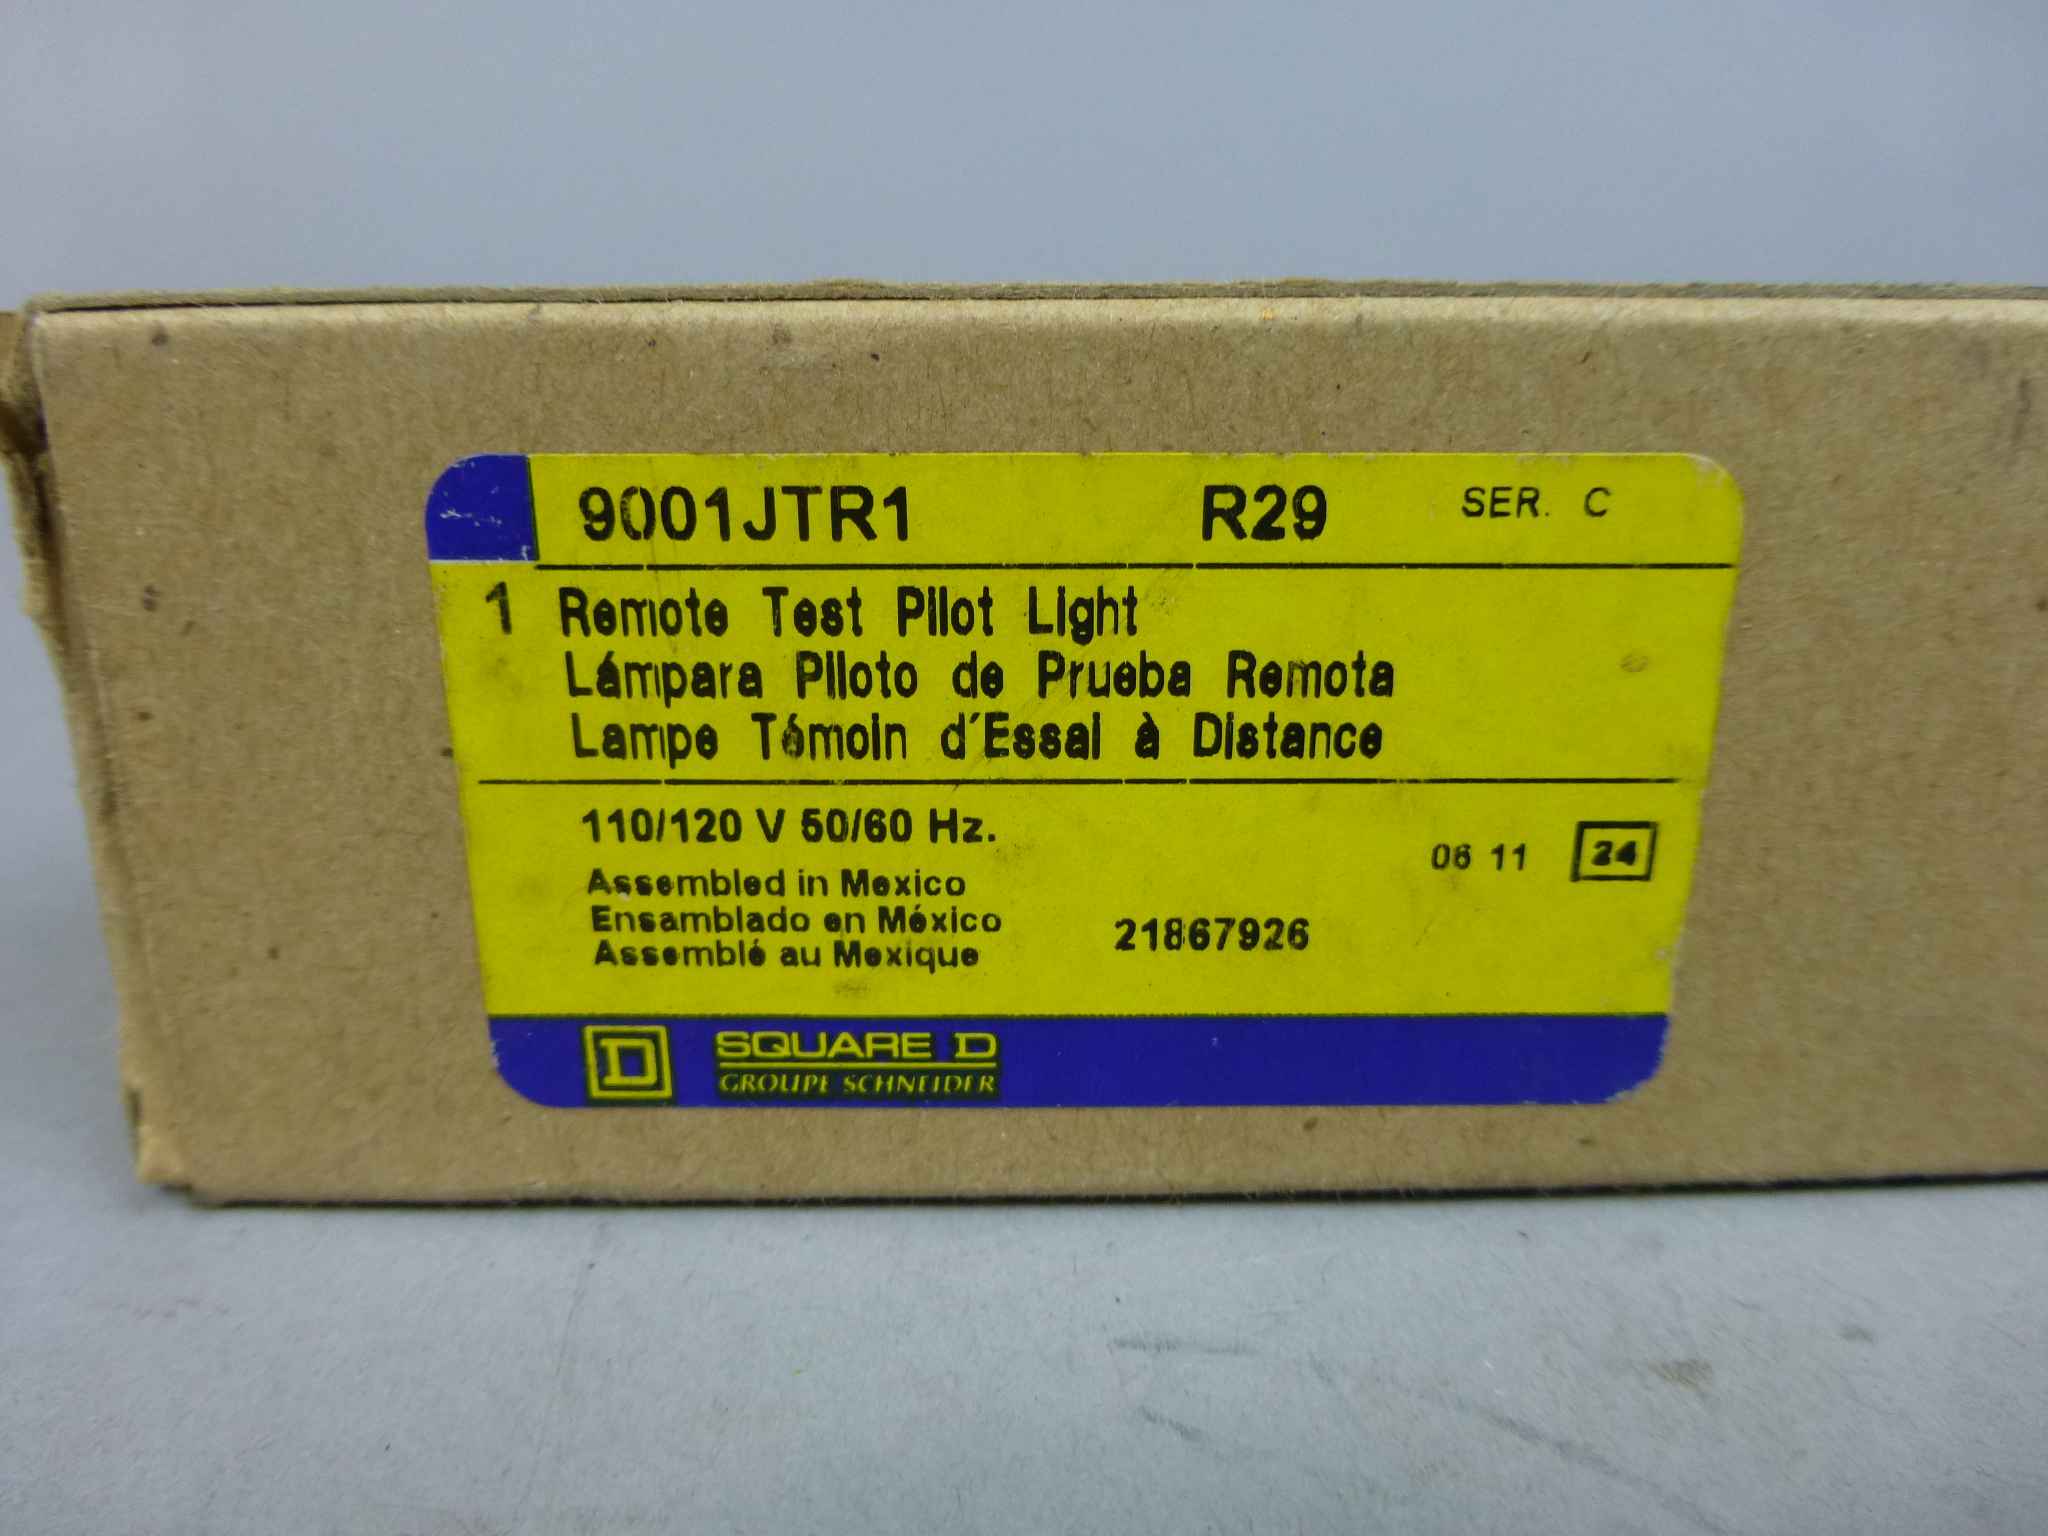 9001JTR1 R29 SER. C
1 Remote Test Pilot Light
Lámpara Piloto de Prueba Remota
Lampe Témoin d'Essai à Distance
110/120 V 50/60 Hz.
06 11 24
Assembled in Mexico
Ensamblado en México
21867926
Assemblé au Mexique
D SQUARE D
GROUPE SCHNEIDER